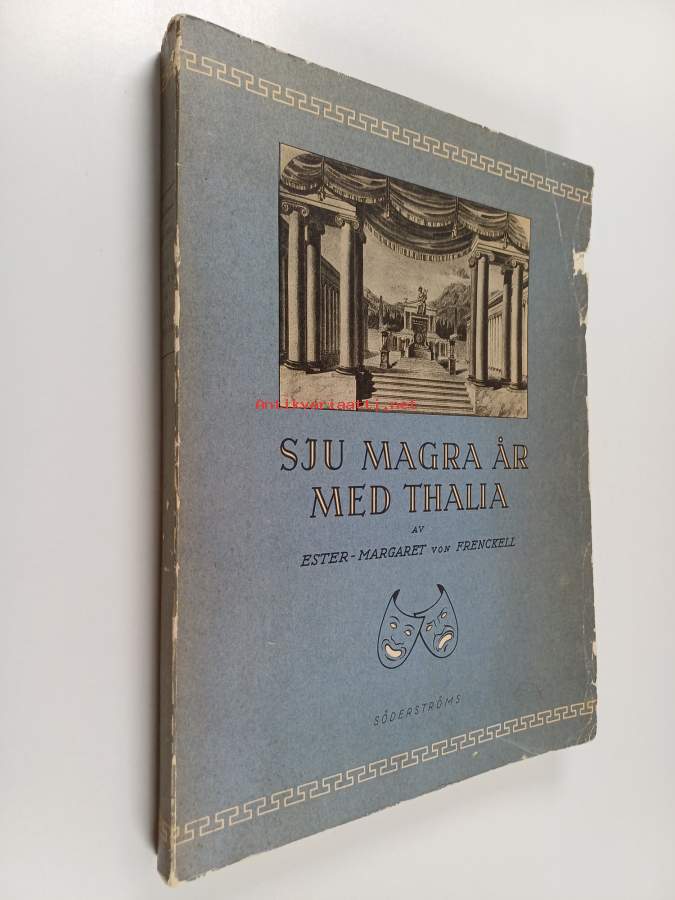 Antikvariaatti.net
SJU MAGRA ÅR
MED THALIA
AV
ESTER-MARGARET VON FRENCKELL
SÖDERSTRÖMS